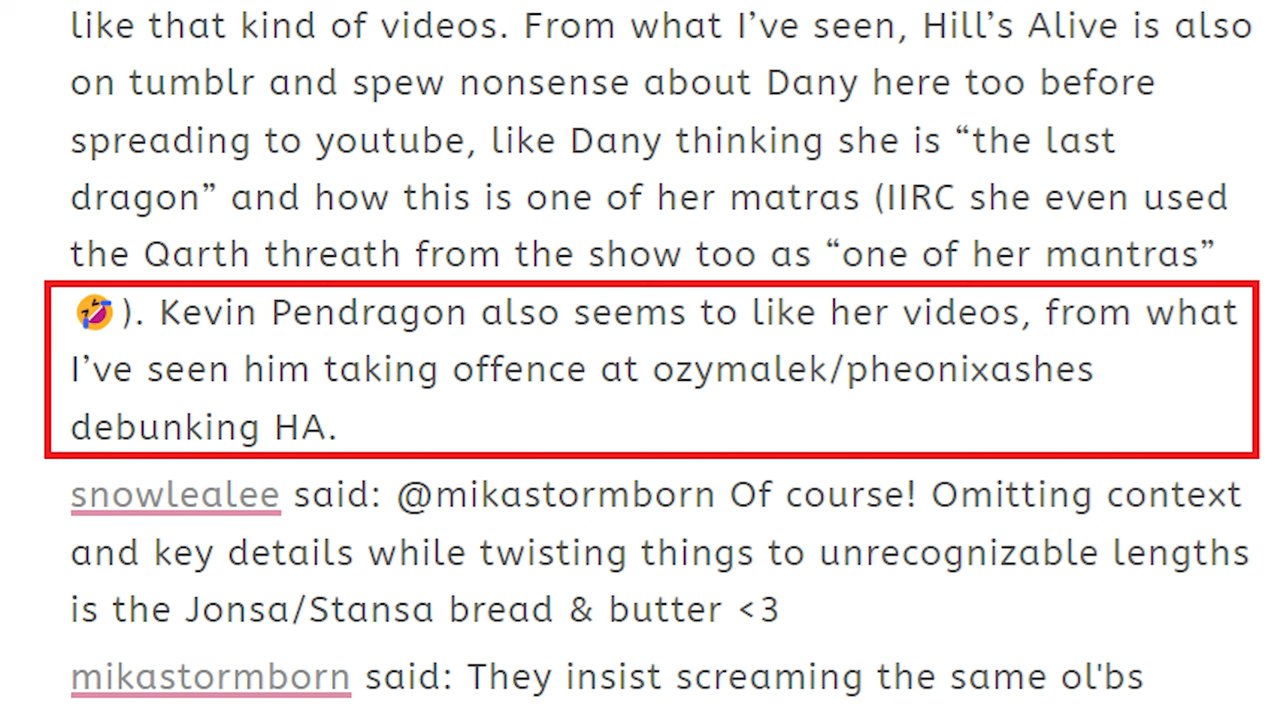 like that kind of videos. From what I’ve seen, Hill’s Alive is also
on tumblr and spew nonsense about Dany here too before
spreading to youtube, like Dany thinking she is “the last
dragon” and how this is one of her matras (IIRC she even used
the Qarth threath from the show too as “one of her mantras”
🤣). Kevin Pendragon also seems to like her videos, from what
I’ve seen him taking offence at ozymalek/pheonixashes
debunking HA.
snowlealee said: @mikastormborn Of course! Omitting context
and key details while twisting things to unrecognizable lengths
is the Jonsa/Stansa bread & butter <3
mikastormborn said: They insist screaming the same ol'bs